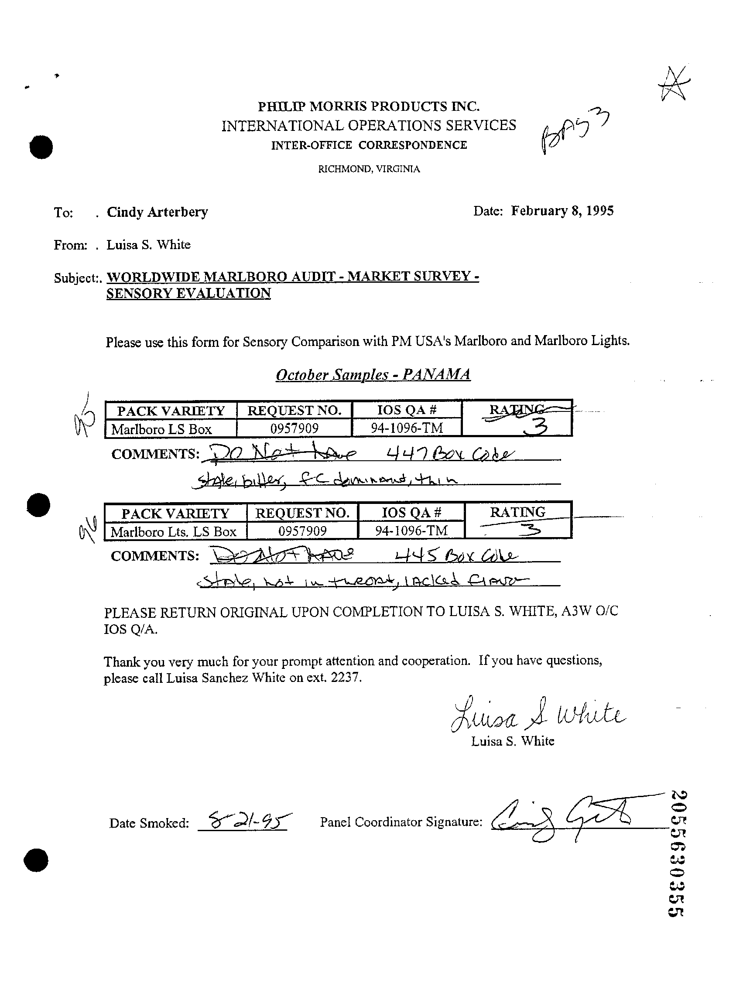 PHILIP MORRIS PRODUCTS INC.
INTERNATIONAL OPERATIONS SERVICES
INTER-OFFICE CORRESPONDENCE
RICHMOND, VIRGINIA
To: . Cindy Arterbery Date: February 8, 1995
From: . Luisa S. White
Subject:. WORLDWIDE MARLBORO AUDIT - MARKET SURVEY -
SENSORY EVALUATION
Please use this form for Sensory Comparison with PM USA's Marlboro and Marlboro Lights.
October Samples - PANAMA
PACK VARIETY REQUEST NO. IOS QA # RATING
Marlboro LS Box 0957909 94-1096-TM 3
COMMENTS: DO Not have 447 Box Code
stale, bitter, f-c dominant, thin
PACK VARIETY REQUEST NO. IOS QA # RATING
Marlboro Lts. LS Box 0957909 94-1096-TM 3
COMMENTS: Do Not have 445 Box Code
Stale, hot in throat, lacked flavor
PLEASE RETURN ORIGINAL UPON COMPLETION TO LUISA S. WHITE, A3W O/C
IOS Q/A.
Thank you very much for your prompt attention and cooperation. If you have questions,
please call Luisa Sanchez White on ext. 2237.
Luisa S White
Luisa S. White
Date Smoked: 8-21-95 Panel Coordinator Signature:
2055630355